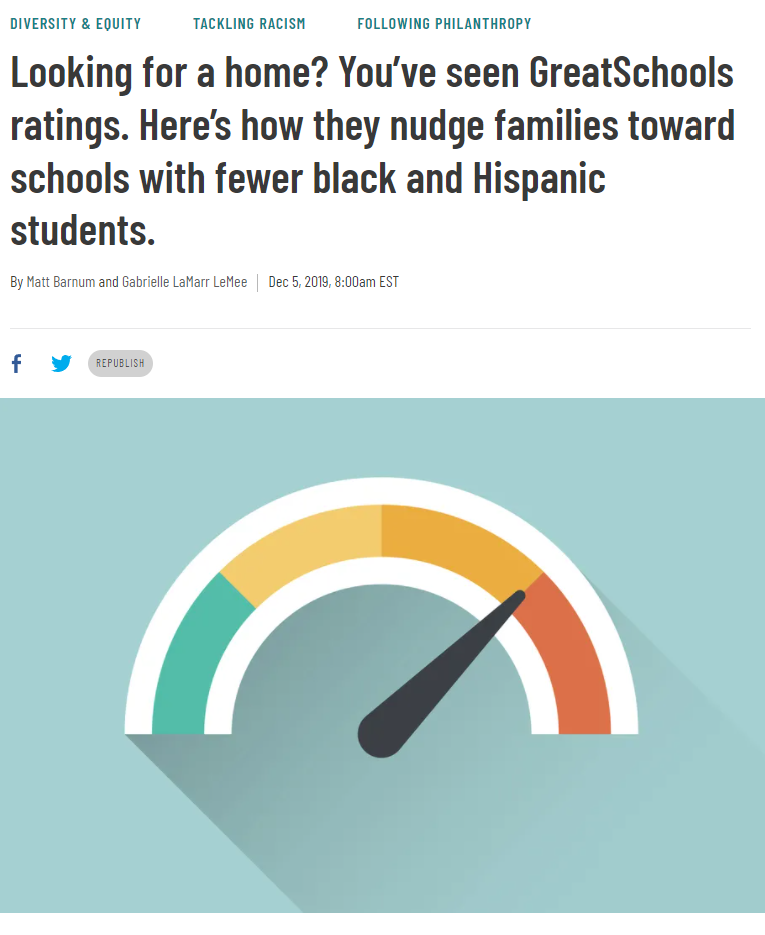 DIVERSITY & EQUITY TACKLING RACISM FOLLOWING PHILANTHROPY
Looking for a home? You’ve seen GreatSchools
ratings. Here’s how they nudge families toward
schools with fewer black and Hispanic
students.
By Matt Barnum and Gabrielle LaMarr LeMee Dec 5, 2019, 8:00am EST
REPUBLISH